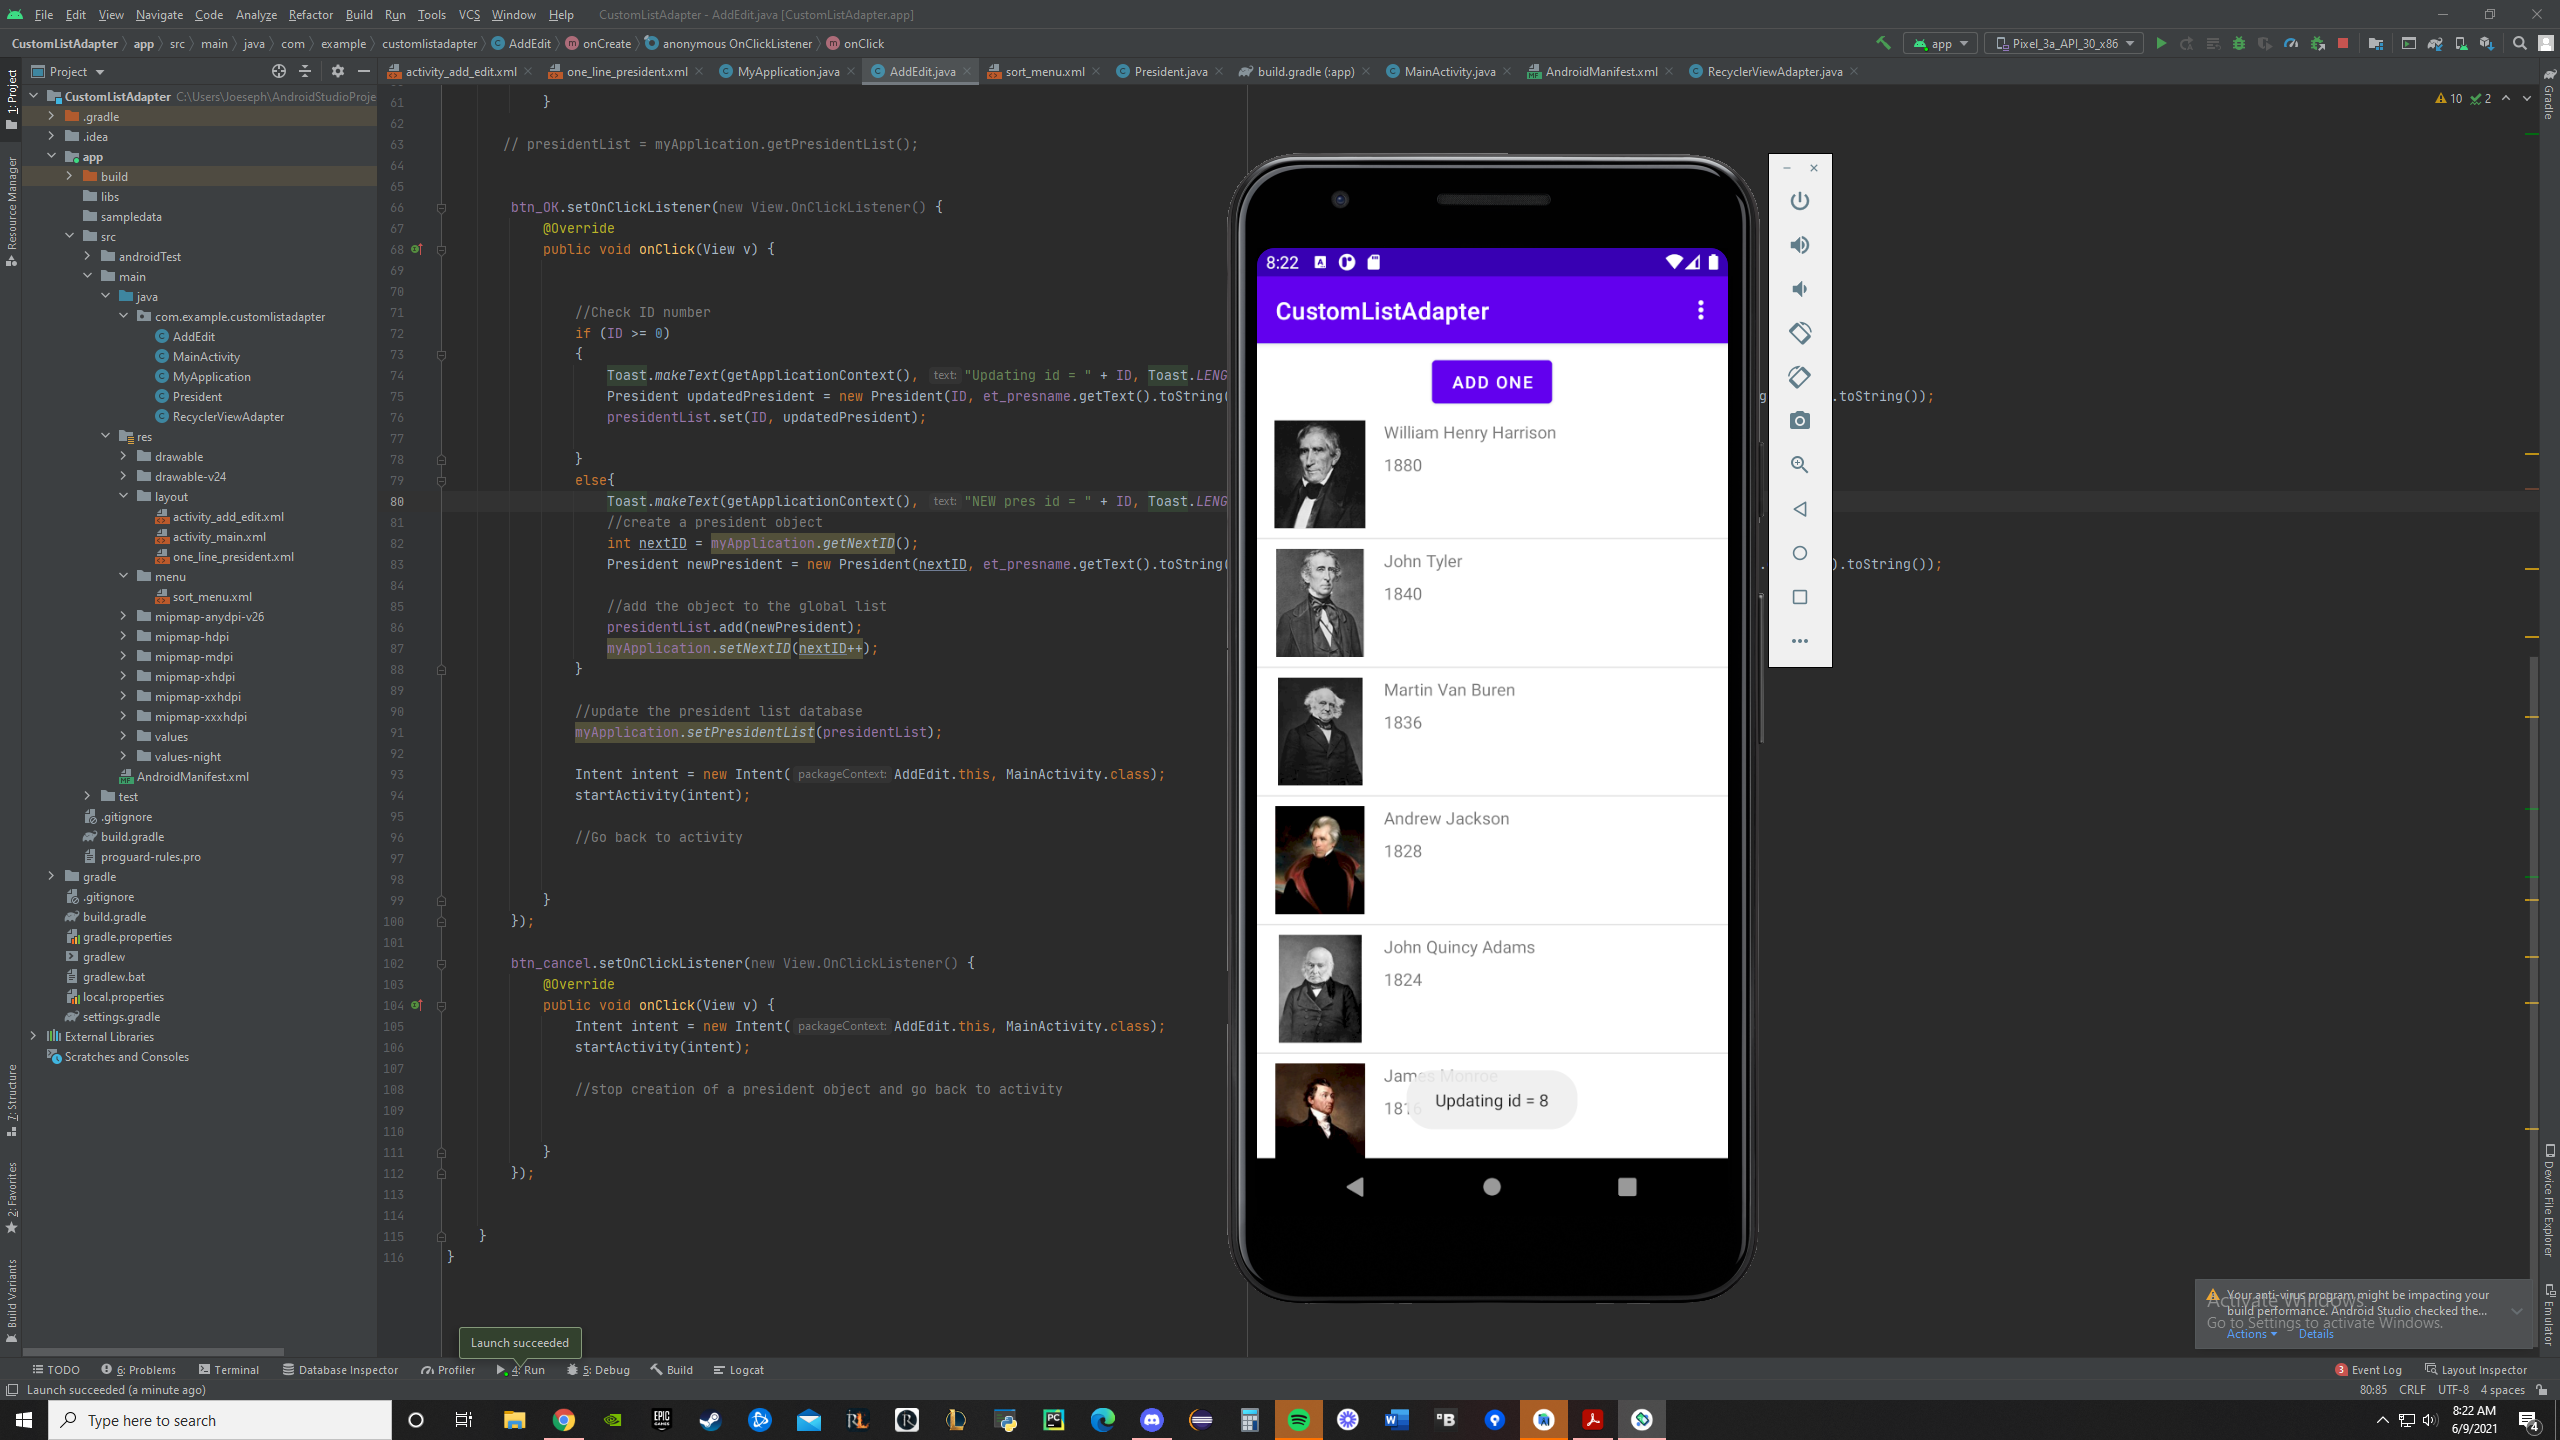 File Edit View Navigate Code Analyze Refactor Build Run Tools VCS Window Help CustomListAdapter - AddEdit.java [CustomListAdapter.app]
CustomListAdapter app src main java com example customlistadapter AddEdit onCreate anonymous OnClickListener onClick
app Pixel_3a_API_30_x86
Project
activity_add_edit.xml one_line_president.xml MyApplication.java AddEdit.java sort_menu.xml President.java build.gradle (:app) MainActivity.java AndroidManifest.xml RecyclerViewAdapter.java
1: Project
Resource Manager
7: Structure
2: Favorites
Build Variants
CustomListAdapter C:\Users\Joeseph\AndroidStudioProje
.gradle
.idea
app
build
libs
sampledata
src
androidTest
main
java
com.example.customlistadapter
AddEdit
MainActivity
MyApplication
President
RecyclerViewAdapter
res
drawable
drawable-v24
layout
activity_add_edit.xml
activity_main.xml
one_line_president.xml
menu
sort_menu.xml
mipmap-anydpi-v26
mipmap-hdpi
mipmap-mdpi
mipmap-xhdpi
mipmap-xxhdpi
mipmap-xxxhdpi
values
values-night
AndroidManifest.xml
test
.gitignore
build.gradle
proguard-rules.pro
gradle
.gitignore
build.gradle
gradle.properties
gradlew
gradlew.bat
local.properties
settings.gradle
External Libraries
Scratches and Consoles
10 2
61 }
62
63 // presidentList = myApplication.getPresidentList();
64
65
66 btn_OK.setOnClickListener(new View.OnClickListener() {
67 @Override
68 public void onClick(View v) {
69
70
71 //Check ID number
72 if (ID >= 0)
73 {
74 Toast.makeText(getApplicationContext(), text: "Updating id = " + ID, Toast.LENG
75 President updatedPresident = new President(ID, et_presname.getText().toString( g .toString());
76 presidentList.set(ID, updatedPresident);
77
78 }
79 else{
80 Toast.makeText(getApplicationContext(), text: "NEW pres id = " + ID, Toast.LENG
81 //create a president object
82 int nextID = myApplication.getNextID();
83 President newPresident = new President(nextID, et_presname.getText().toString( ).toString());
84
85 //add the object to the global list
86 presidentList.add(newPresident);
87 myApplication.setNextID(nextID++);
88 }
89
90 //update the president list database
91 myApplication.setPresidentList(presidentList);
92
93 Intent intent = new Intent( packageContext: AddEdit.this, MainActivity.class);
94 startActivity(intent);
95
96 //Go back to activity
97
98
99 }
100 });
101
102 btn_cancel.setOnClickListener(new View.OnClickListener() {
103 @Override
104 public void onClick(View v) {
105 Intent intent = new Intent( packageContext: AddEdit.this, MainActivity.class);
106 startActivity(intent);
107
108 //stop creation of a president object and go back to activity
109
110
111 }
112 });
113
114
115 }
116 }
8:22
CustomListAdapter
ADD ONE
William Henry Harrison
1880
John Tyler
1840
Martin Van Buren
1836
Andrew Jackson
1828
John Quincy Adams
1824
James Monroe
1816
Updating id = 8
Gradle
Device File Explorer
Emulator
Your anti-virus program might be impacting your
build performance. Android Studio checked the...
Actions Details
Activate Windows
Go to Settings to activate Windows.
Launch succeeded
TODO 6: Problems Terminal Database Inspector Profiler 4: Run 5: Debug Build Logcat 3 Event Log Layout Inspector
Launch succeeded (a minute ago) 80:85 CRLF UTF-8 4 spaces
Type here to search
8:22 AM
6/9/2021
4